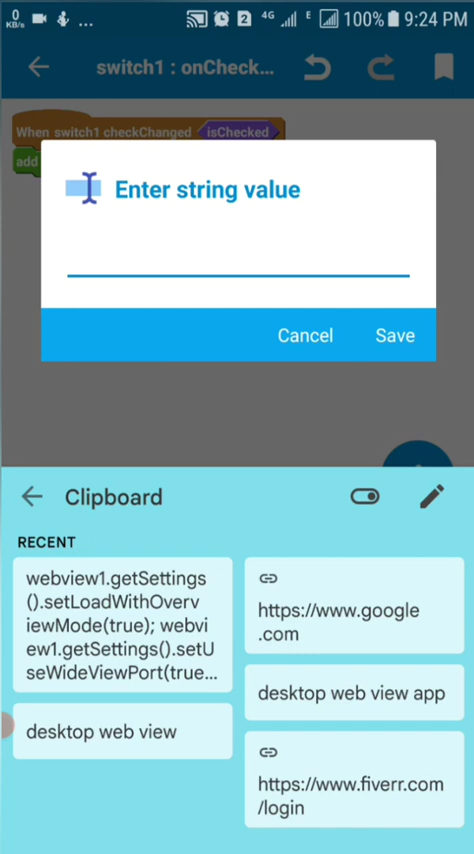 0
KB/s
...
2
4G
E
100%
9:24 PM
switch1 : onCheck...
When switch1 checkChanged isChecked
add
Enter string value
Cancel
Save
Clipboard
RECENT
webview1.getSettings
().setLoadWithOverv
iewMode(true); webvi
ew1.getSettings().setU
seWideViewPort(true...
https://www.google
.com
desktop web view app
desktop web view
https://www.fiverr.com
/login